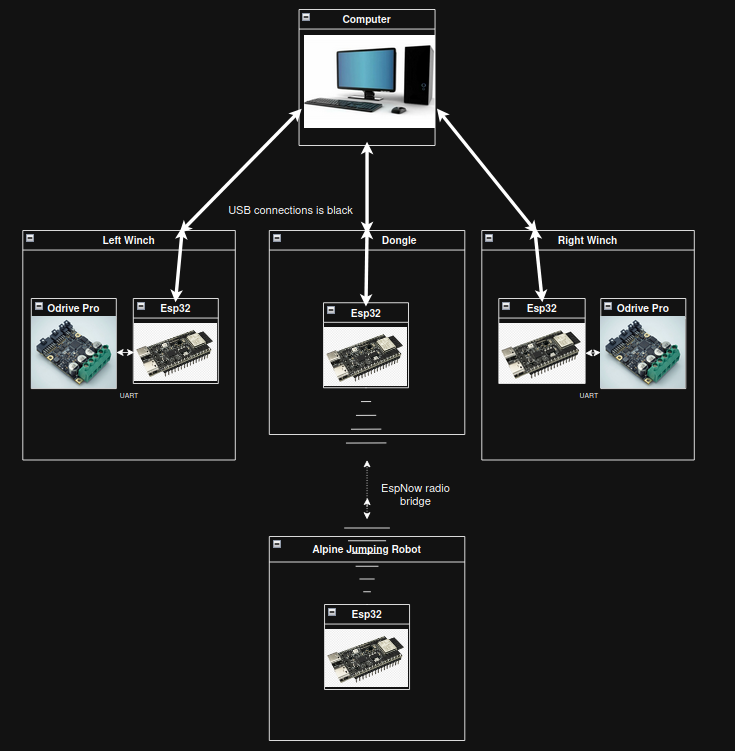 Computer
USB connections is black
Left Winch
Dongle
Right Winch
Odrive Pro
Esp32
Esp32
Esp32
Odrive Pro
UART
UART
EspNow radio
bridge
Alpine Jumping Robot
Esp32